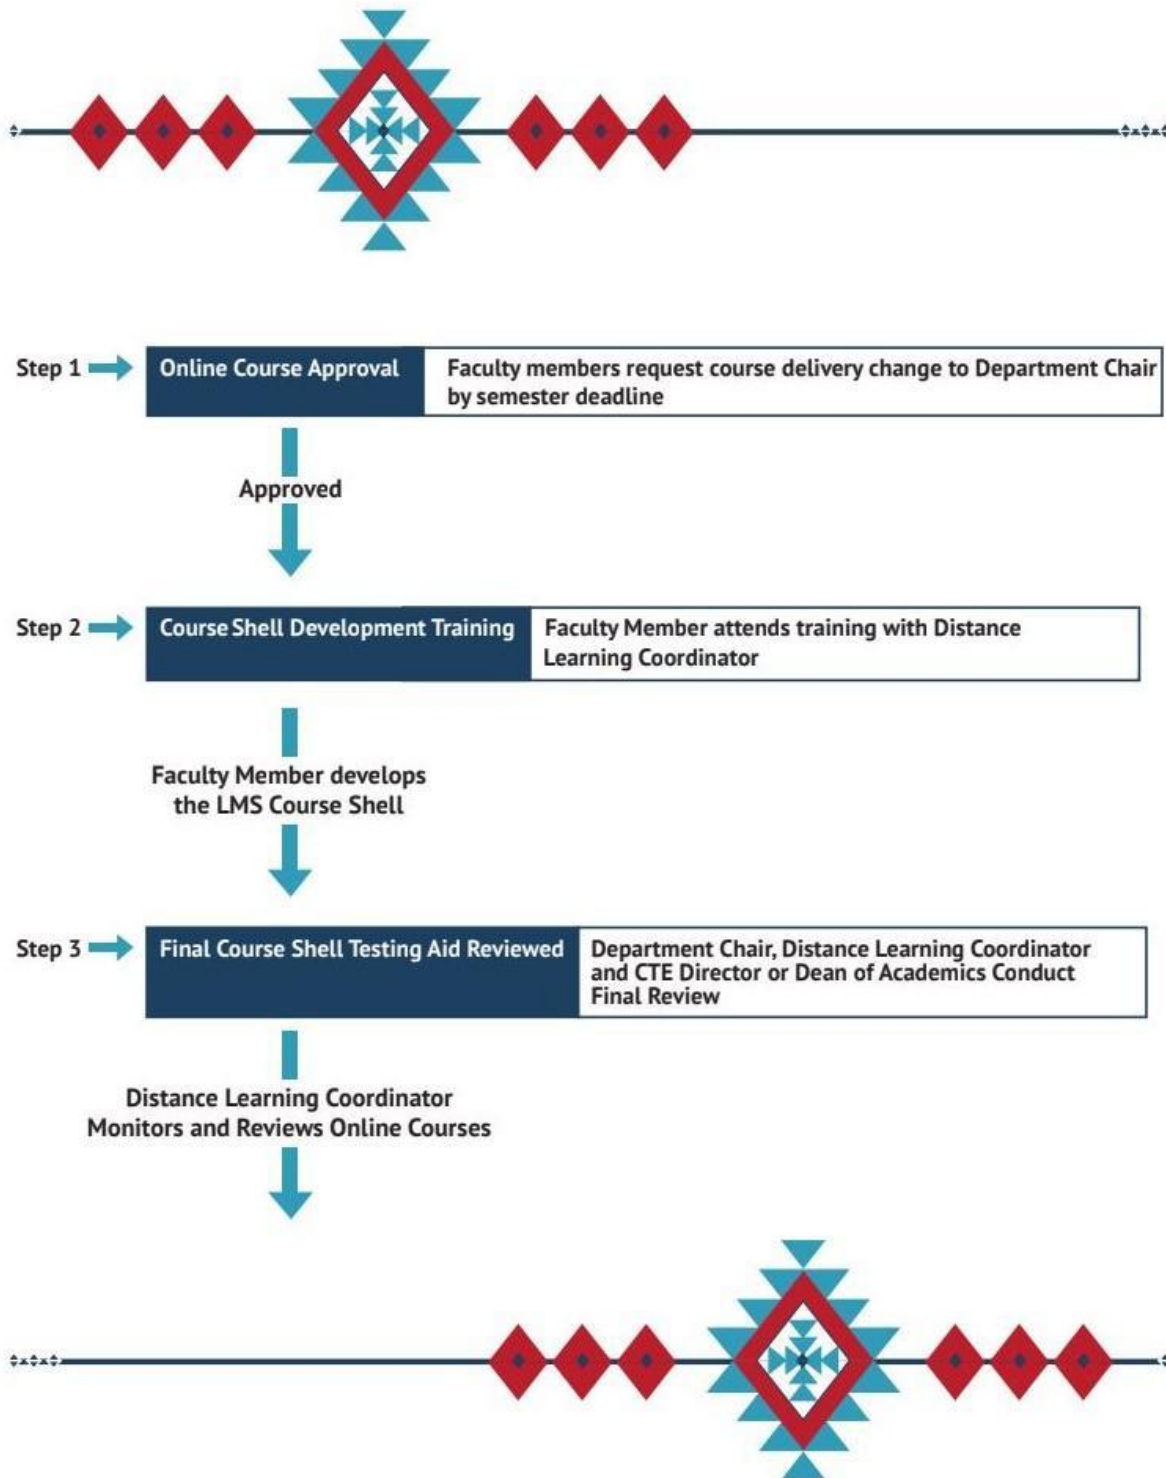 Step 1
Online Course Approval
Faculty members request course delivery change to Department Chair
by semester deadline
Approved
Step 2
Course Shell Development Training
Faculty Member attends training with Distance
Learning Coordinator
Faculty Member develops
the LMS Course Shell
Step 3
Final Course Shell Testing Aid Reviewed
Department Chair, Distance Learning Coordinator
and CTE Director or Dean of Academics Conduct
Final Review
Distance Learning Coordinator
Monitors and Reviews Online Courses